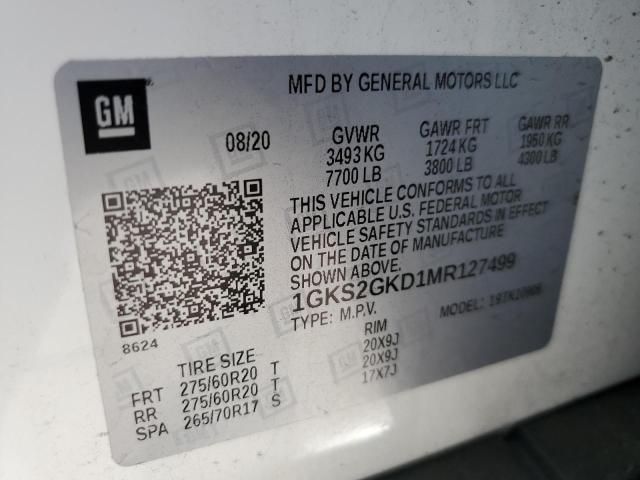 GM
MFD BY GENERAL MOTORS LLC
08/20
GVWR GAWR FRT GAWR RR
3493 KG 1724 KG 1950 KG
7700 LB 3800 LB 4300 LB
THIS VEHICLE CONFORMS TO ALL
APPLICABLE U.S. FEDERAL MOTOR
VEHICLE SAFETY STANDARDS IN EFFECT
ON THE DATE OF MANUFACTURE
SHOWN ABOVE.
1GKS2GKD1MR127499
TYPE: M.P.V. MODEL:
8624
TIRE SIZE RIM
FRT 275/60R20 T 20X9J
RR 275/60R20 T 20X9J
SPA 265/70R17 S 17X7J